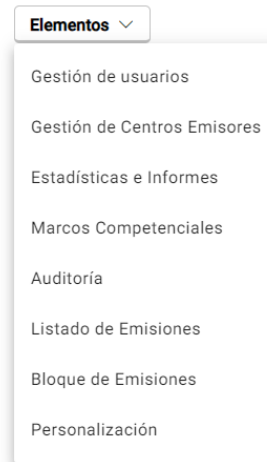 Elementos
Gestión de usuarios
Gestión de Centros Emisores
Estadísticas e Informes
Marcos Competenciales
Auditoría
Listado de Emisiones
Bloque de Emisiones
Personalización